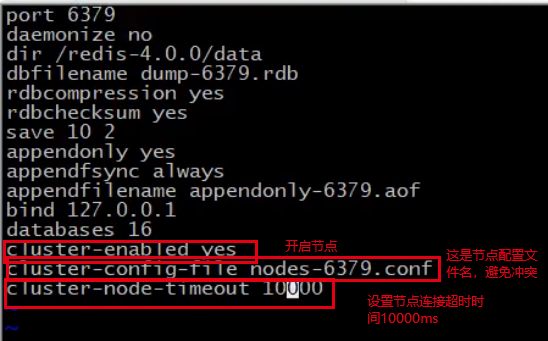 port 6379
daemonize no
dir /redis-4.0.0/data
dbfilename dump-6379.rdb
rdbcompression yes
rdbchecksum yes
save 10 2
appendonly yes
appendfsync always
appendfilename appendonly-6379.aof
bind 127.0.0.1
databases 16
cluster-enabled yes
开启节点
cluster-config-file nodes-6379.conf
这是节点配置文
件名，避免冲突
cluster-node-timeout 10000
设置节点连接超时时
间10000ms
~